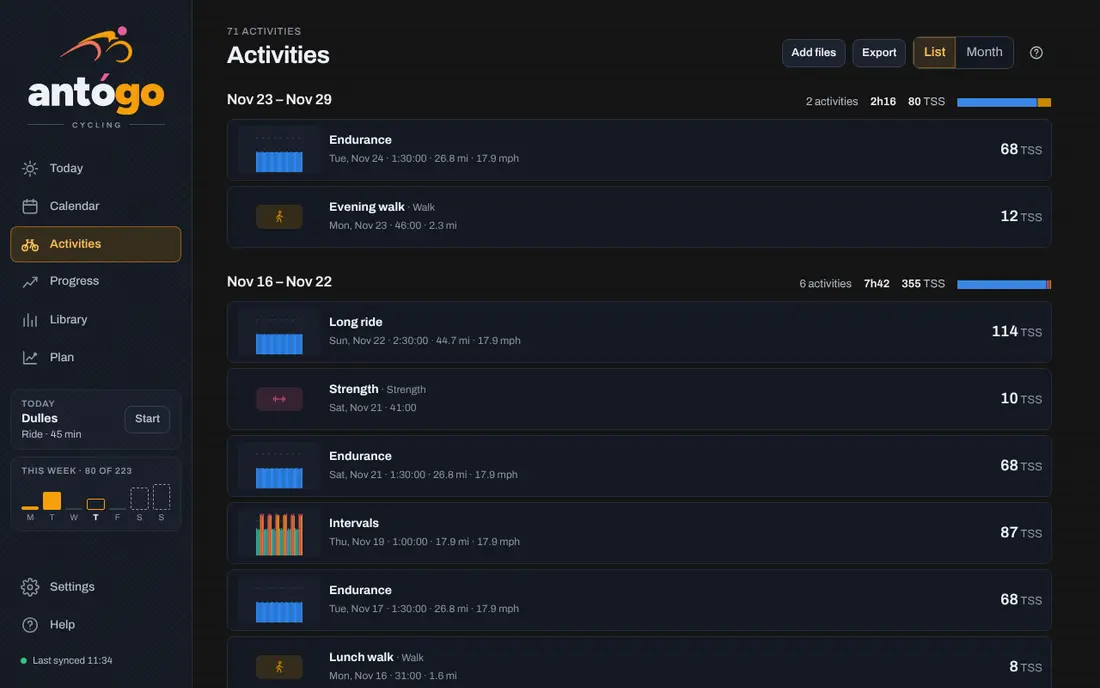 antógo
CYCLING
Today
Calendar
Activities
Progress
Library
Plan
TODAY
Dulles
Ride · 45 min
Start
THIS WEEK · 80 OF 223
M T W T F S S
Settings
Help
Last synced 11:34
71 ACTIVITIES
Activities
Add files
Export
List
Month
Nov 23 – Nov 29
2 activities 2h16 80 TSS
Endurance
Tue, Nov 24 · 1:30:00 · 26.8 mi · 17.9 mph
68 TSS
Evening walk · Walk
Mon, Nov 23 · 46:00 · 2.3 mi
12 TSS
Nov 16 – Nov 22
6 activities 7h42 355 TSS
Long ride
Sun, Nov 22 · 2:30:00 · 44.7 mi · 17.9 mph
114 TSS
Strength · Strength
Sat, Nov 21 · 41:00
10 TSS
Endurance
Sat, Nov 21 · 1:30:00 · 26.8 mi · 17.9 mph
68 TSS
Intervals
Thu, Nov 19 · 1:00:00 · 17.9 mi · 17.9 mph
87 TSS
Endurance
Tue, Nov 17 · 1:30:00 · 26.8 mi · 17.9 mph
68 TSS
Lunch walk · Walk
Mon, Nov 16 · 31:00 · 1.6 mi
8 TSS